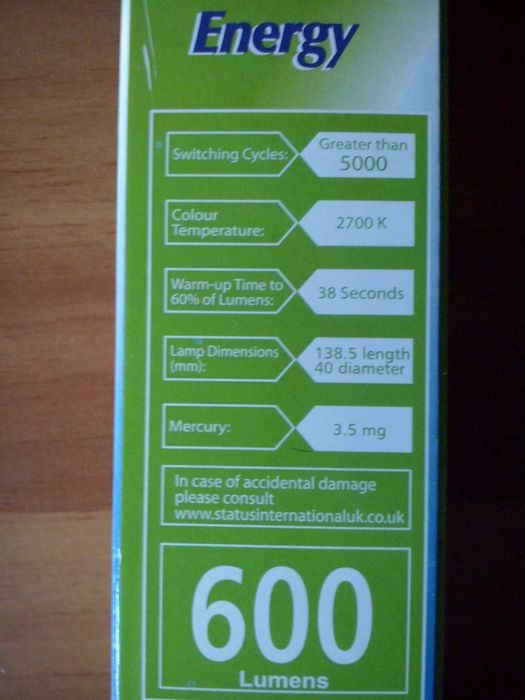 Energy
Switching Cycles:
Greater than
5000
Colour
Temperature:
2700 K
Warm-up Time to
60% of Lumens:
38 Seconds
Lamp Dimensions
(mm):
138.5 length
40 diameter
Mercury:
3.5 mg
In case of accidental damage
please consult
www.statusinternationaluk.co.uk
600
Lumens